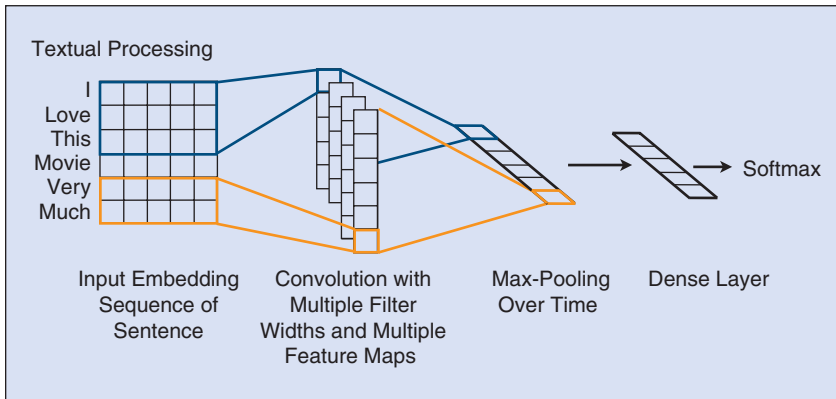 Textual Processing
I
Love
This
Movie
Very
Much
Softmax
Input Embedding
Sequence of
Sentence
Convolution with
Multiple Filter
Widths and Multiple
Feature Maps
Max-Pooling
Over Time
Dense Layer